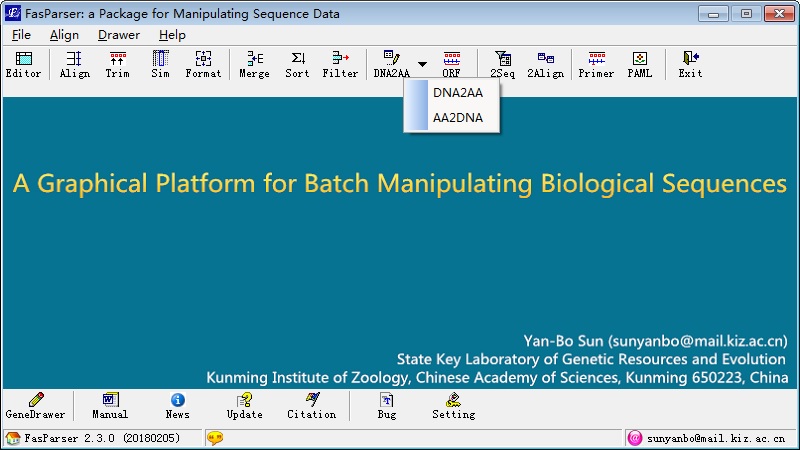 FasParser: a Package for Manipulating Sequence Data
File Align Drawer Help
Editor Align Trim Sim Format Merge Sort Filter DNA2AA ORF 2Seq 2Align Primer PAML Exit
DNA2AA
AA2DNA
A Graphical Platform for Batch Manipulating Biological Sequences
Yan-Bo Sun (sunyanbo@mail.kiz.ac.cn)
State Key Laboratory of Genetic Resources and Evolution
Kunming Institute of Zoology, Chinese Academy of Sciences, Kunming 650223, China
GeneDrawer Manual News Update Citation Bug Setting
FasParser 2.3.0 (20180205) sunyanbo@mail.kiz.ac.cn